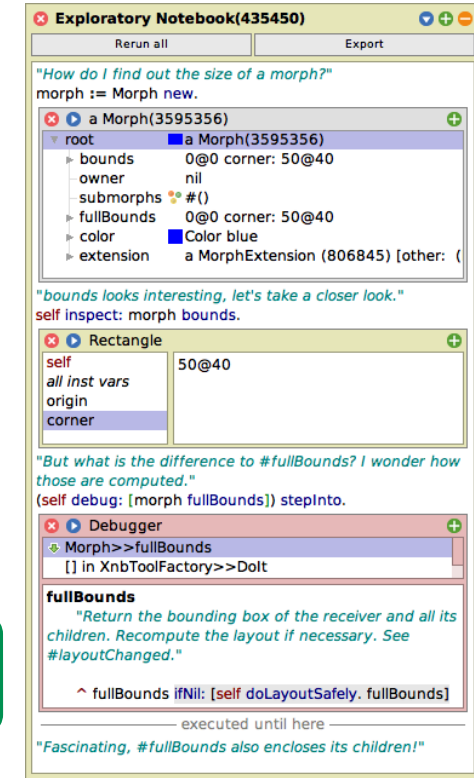 Exploratory Notebook(435450)
Rerun all Export
"How do I find out the size of a morph?"
morph := Morph new.
a Morph(3595356)
root a Morph(3595356)
bounds 0@0 corner: 50@40
owner nil
submorphs #()
fullBounds 0@0 corner: 50@40
color Color blue
extension a MorphExtension (806845) [other: (
"bounds looks interesting, let's take a closer look."
self inspect: morph bounds.
Rectangle
self 50@40
all inst vars
origin
corner
"But what is the difference to #fullBounds? I wonder how
those are computed."
(self debug: [morph fullBounds]) stepInto.
Debugger
Morph>>fullBounds
[] in XnbToolFactory>>DoIt
fullBounds
"Return the bounding box of the receiver and all its
children. Recompute the layout if necessary. See
#layoutChanged."
^ fullBounds ifNil: [self doLayoutSafely. fullBounds]
executed until here
"Fascinating, #fullBounds also encloses its children!"